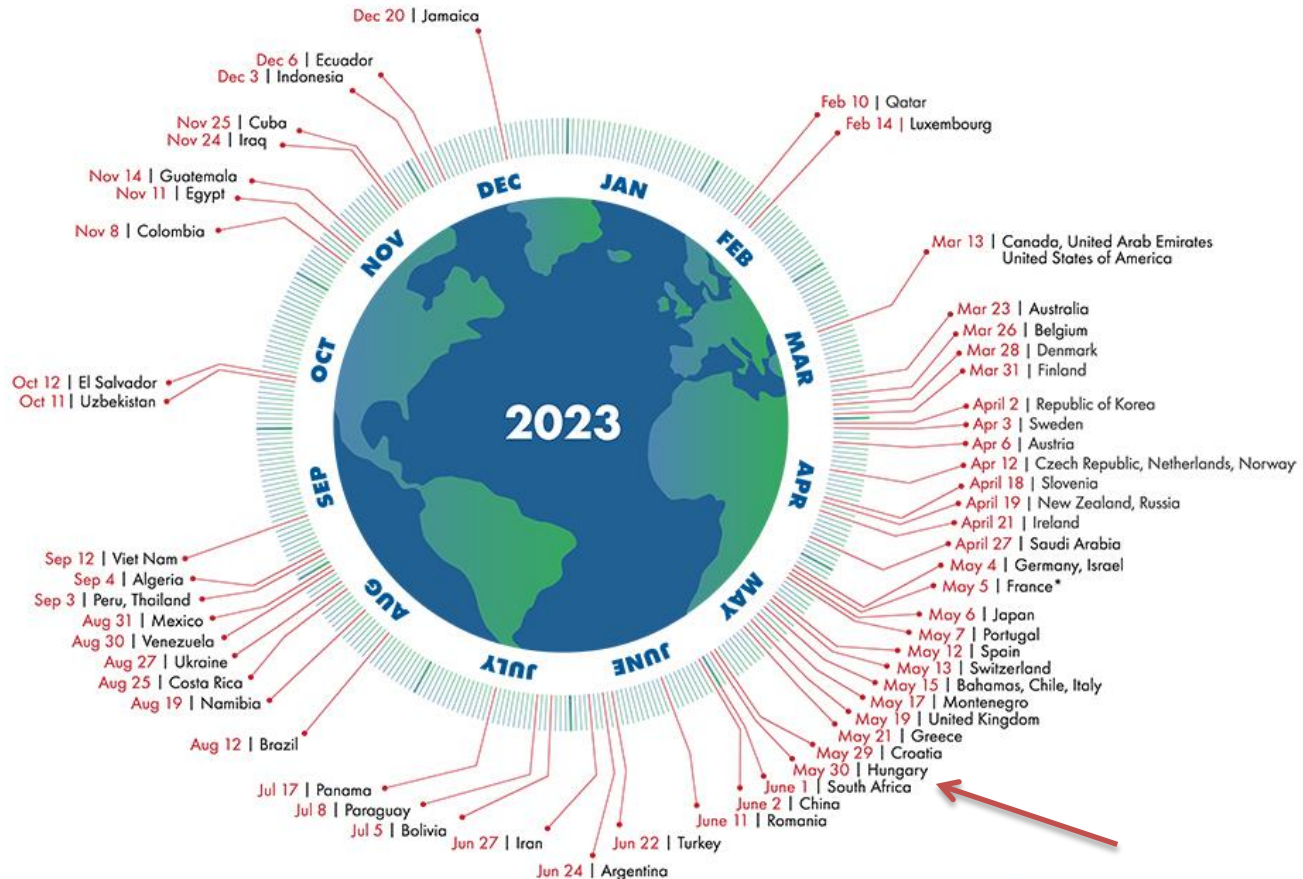 Dec 20 | Jamaica
Dec 6 | Ecuador
Dec 3 | Indonesia
Nov 25 | Cuba
Nov 24 | Iraq
Nov 14 | Guatemala
Nov 11 | Egypt
Nov 8 | Colombia
Oct 12 | El Salvador
Oct 11 | Uzbekistan
Sep 12 | Viet Nam
Sep 4 | Algeria
Sep 3 | Peru, Thailand
Aug 31 | Mexico
Aug 30 | Venezuela
Aug 27 | Ukraine
Aug 25 | Costa Rica
Aug 19 | Namibia
Aug 12 | Brazil
Jul 17 | Panama
Jul 8 | Paraguay
Jul 5 | Bolivia
Jun 27 | Iran
Jun 24 | Argentina
Jun 22 | Turkey
Feb 10 | Qatar
Feb 14 | Luxembourg
Mar 13 | Canada, United Arab Emirates
United States of America
Mar 23 | Australia
Mar 26 | Belgium
Mar 28 | Denmark
Mar 31 | Finland
April 2 | Republic of Korea
Apr 3 | Sweden
Apr 6 | Austria
Apr 12 | Czech Republic, Netherlands, Norway
April 18 | Slovenia
April 19 | New Zealand, Russia
April 21 | Ireland
April 27 | Saudi Arabia
May 4 | Germany, Israel
May 5 | France*
May 6 | Japan
May 7 | Portugal
May 12 | Spain
May 13 | Switzerland
May 15 | Bahamas, Chile, Italy
May 17 | Montenegro
May 19 | United Kingdom
May 21 | Greece
May 29 | Croatia
May 30 | Hungary
June 1 | South Africa
June 2 | China
June 11 | Romania
JAN
FEB
MAR
APR
MAY
JUNE
JULY
AUG
SEP
OCT
NOV
DEC
2023